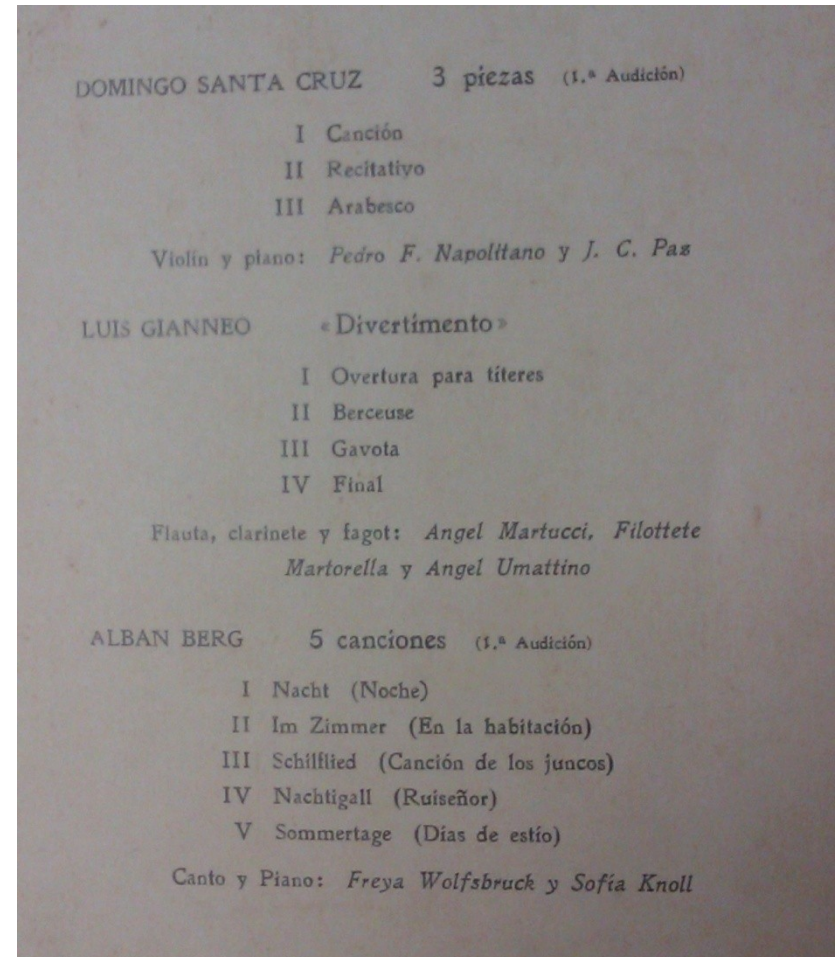 DOMINGO SANTA CRUZ 3 piezas (1.ª Audición)
I Canción
II Recitativo
III Arabesco
Violín y piano: Pedro F. Napolitano y J. C. Paz
LUIS GIANNEO «Divertimento»
I Overtura para títeres
II Berceuse
III Gavota
IV Final
Flauta, clarinete y fagot: Angel Martucci, Filottete
Martorella y Angel Umattino
ALBAN BERG 5 canciones (1.ª Audición)
I Nacht (Noche)
II Im Zimmer (En la habitación)
III Schilflied (Canción de los juncos)
IV Nachtigall (Ruiseñor)
V Sommertage (Días de estío)
Canto y Piano: Freya Wolfsbruck y Sofía Knoll